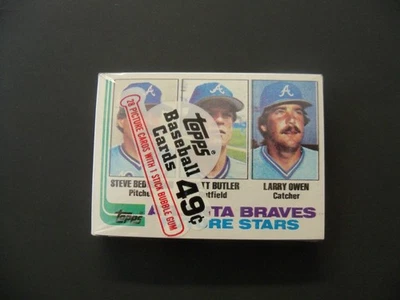 Topps
Baseball
Cards
49¢
28 PICTURE CARDS WITH 1 STICK BUBBLE GUM
STEVE BED
Pitch
TT BUTLER
tfield
LARRY OWEN
Catcher
topps
A
TA BRAVES
RE STARS